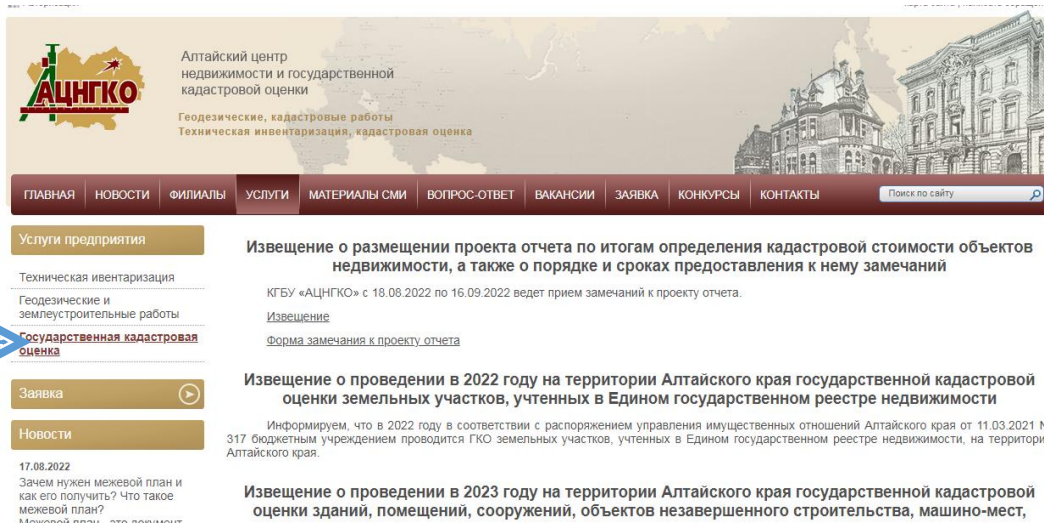 АЦНГКО
Алтайский центр
недвижимости и государственной
кадастровой оценки
Геодезические, кадастровые работы
Техническая инвентаризация, кадастровая оценка
ГЛАВНАЯ НОВОСТИ ФИЛИАЛЫ УСЛУГИ МАТЕРИАЛЫ СМИ ВОПРОС-ОТВЕТ ВАКАНСИИ ЗАЯВКА КОНКУРСЫ КОНТАКТЫ Поиск по сайту
Услуги предприятия
Техническая ивентаризация
Геодезические и
землеустроительные работы
Государственная кадастровая
оценка
Заявка
Новости
17.08.2022
Зачем нужен межевой план и
как его получить? Что такое
межевой план?
Межевой план - это документ
Извещение о размещении проекта отчета по итогам определения кадастровой стоимости объектов
недвижимости, а также о порядке и сроках предоставления к нему замечаний
КГБУ «АЦНГКО» с 18.08.2022 по 16.09.2022 ведет прием замечаний к проекту отчета.
Извещение
Форма замечания к проекту отчета
Извещение о проведении в 2022 году на территории Алтайского края государственной кадастровой
оценки земельных участков, учтенных в Едином государственном реестре недвижимости
Информируем, что в 2022 году в соответствии с распоряжением управления имущественных отношений Алтайского края от 11.03.2021 №
317 бюджетным учреждением проводится ГКО земельных участков, учтенных в Едином государственном реестре недвижимости, на территори
Алтайского края.
Извещение о проведении в 2023 году на территории Алтайского края государственной кадастровой
оценки зданий, помещений, сооружений, объектов незавершенного строительства, машино-мест,